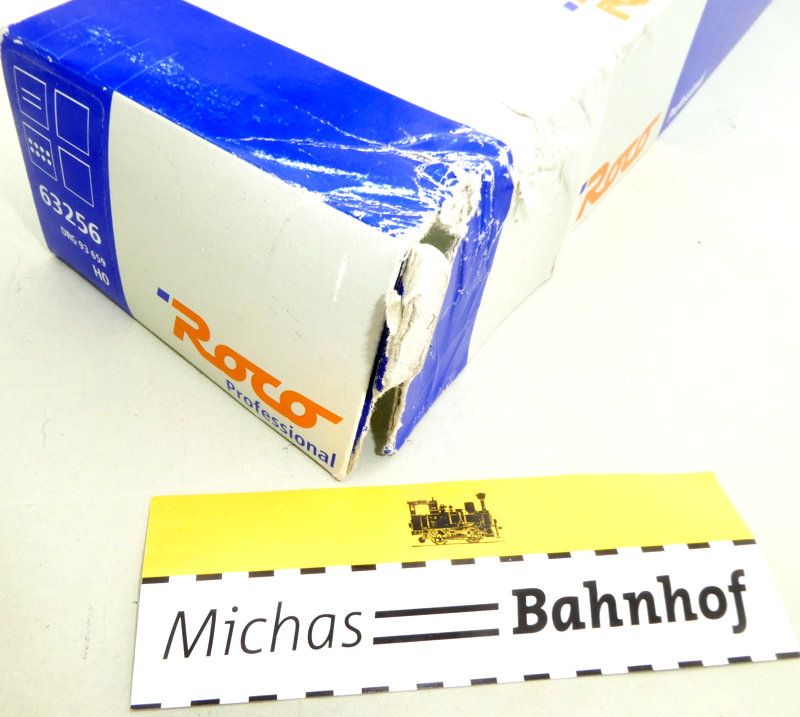 63256
DRG 93 659
H0
Roco
Professional
Roco
Michas Bahnhof